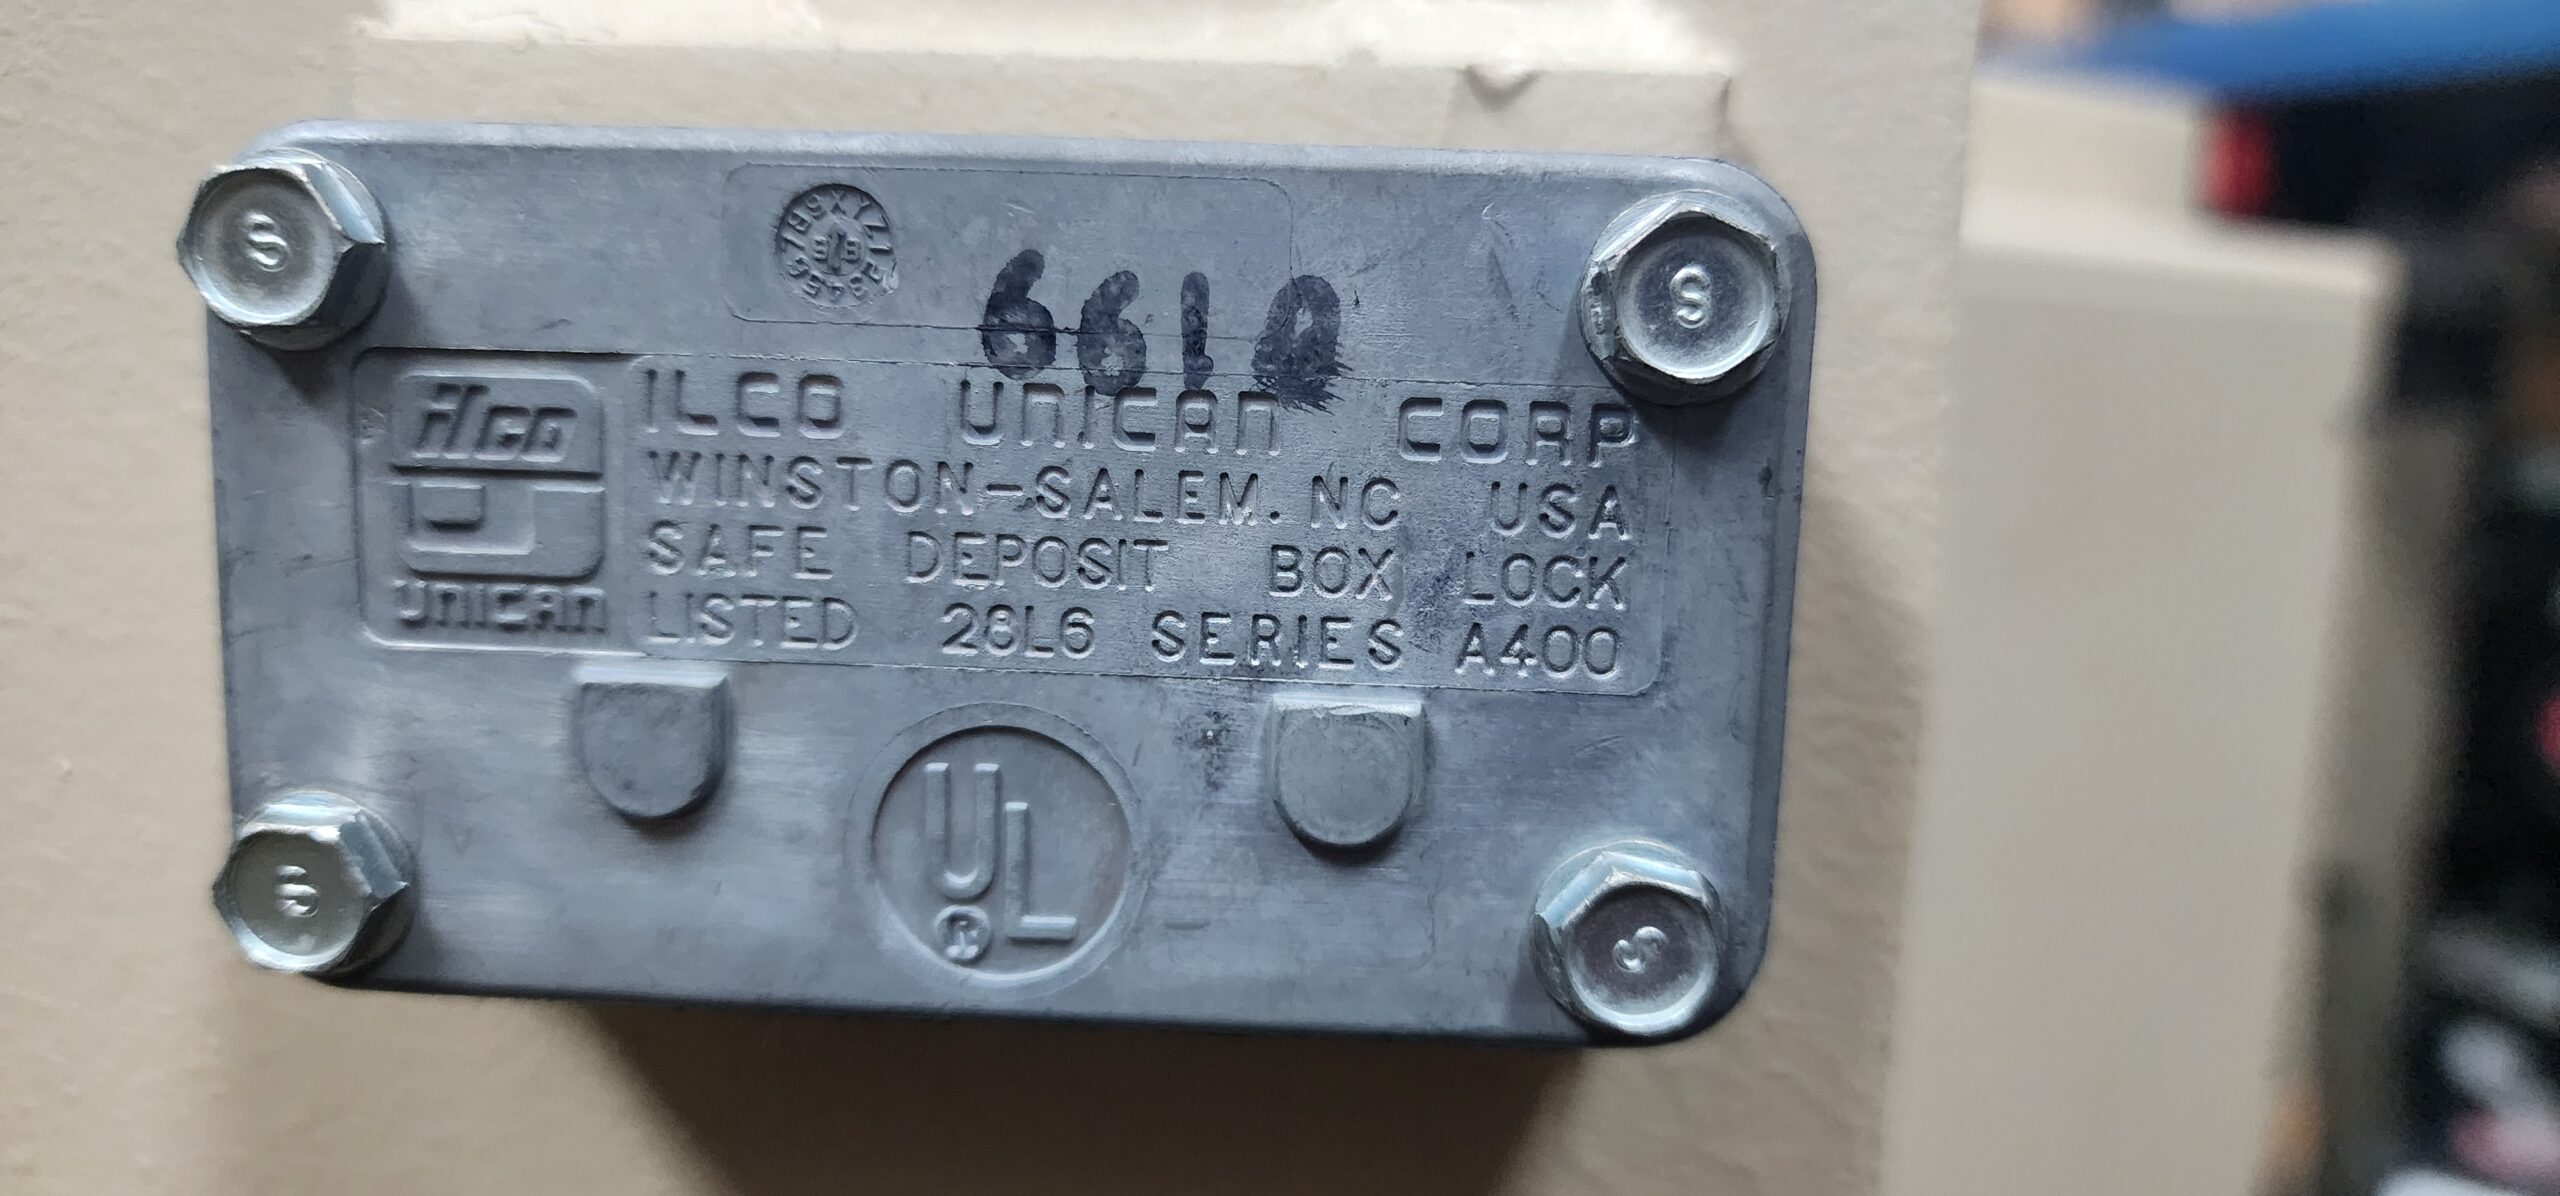 6610
ilco
UNICAN
ILCO UNICAN CORP
WINSTON-SALEM. NC USA
SAFE DEPOSIT BOX LOCK
LISTED 28L6 SERIES A400
UL
®
S
S
S
S